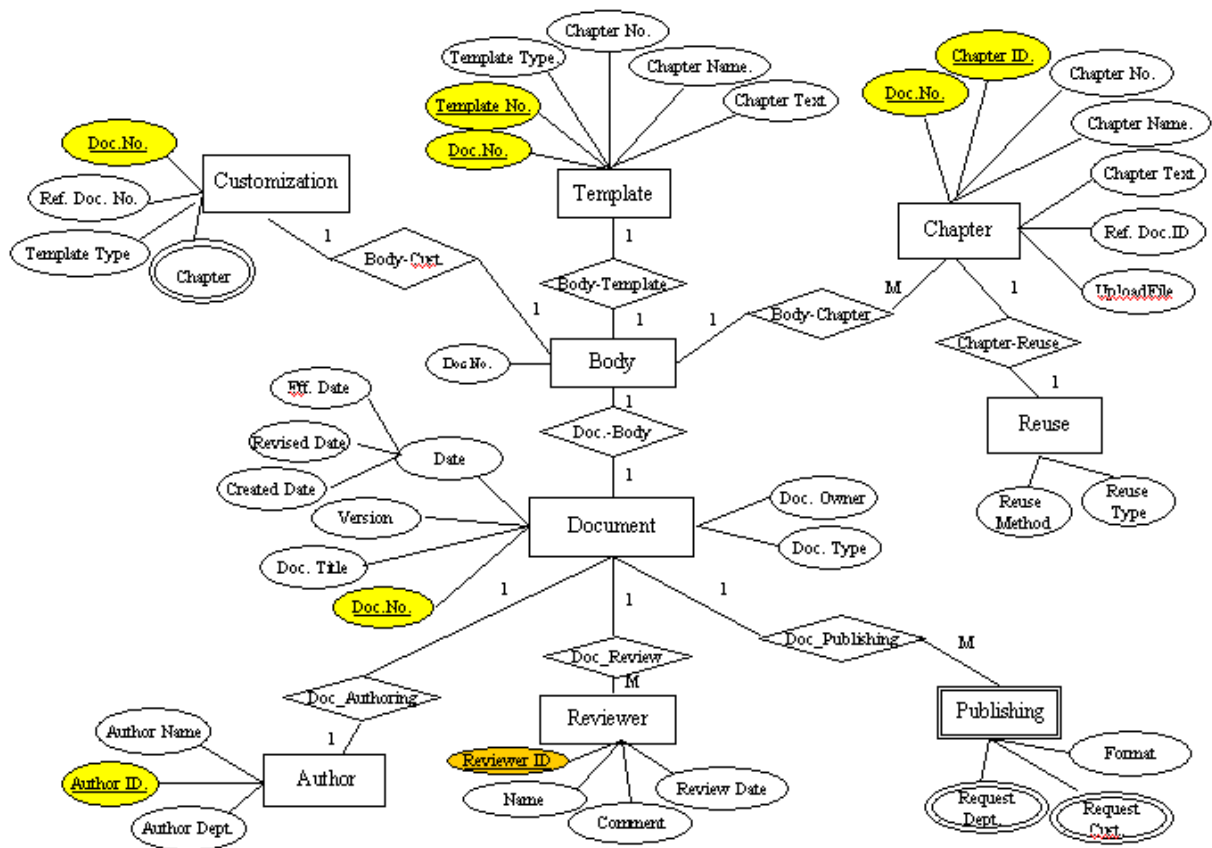 Chapter No.
Template Type.
Chapter Name.
Template No.
Chapter Text
Doc.No.
Chapter ID.
Chapter No.
Doc.No.
Chapter Name.
Chapter Text
Ref. Doc.ID
UploadFile
Doc.No.
Customization
Ref. Doc. No.
Template Type
Chapter
Template
Chapter
1
Body-Cust.
1
1
Body-Template
1
M
Body-Chapter
1
1
Chapter-Reuse
1
Doc.No.
Body
Reuse
Reuse
Method
Reuse
Type
1
Doc.-Body
1
Eff. Date
Revised Date
Created Date
Date
Version
Doc. Title
Doc.No.
Document
Doc. Owner
Doc. Type
1
1
1
Doc_Authoring
1
Doc_Review
M
Doc_Publishing
M
Author Name
Author ID.
Author Dept.
Author
Reviewer
Reviewer ID
Name
Comment
Review Date
Publishing
Format
Request
Dept.
Request
Cust.